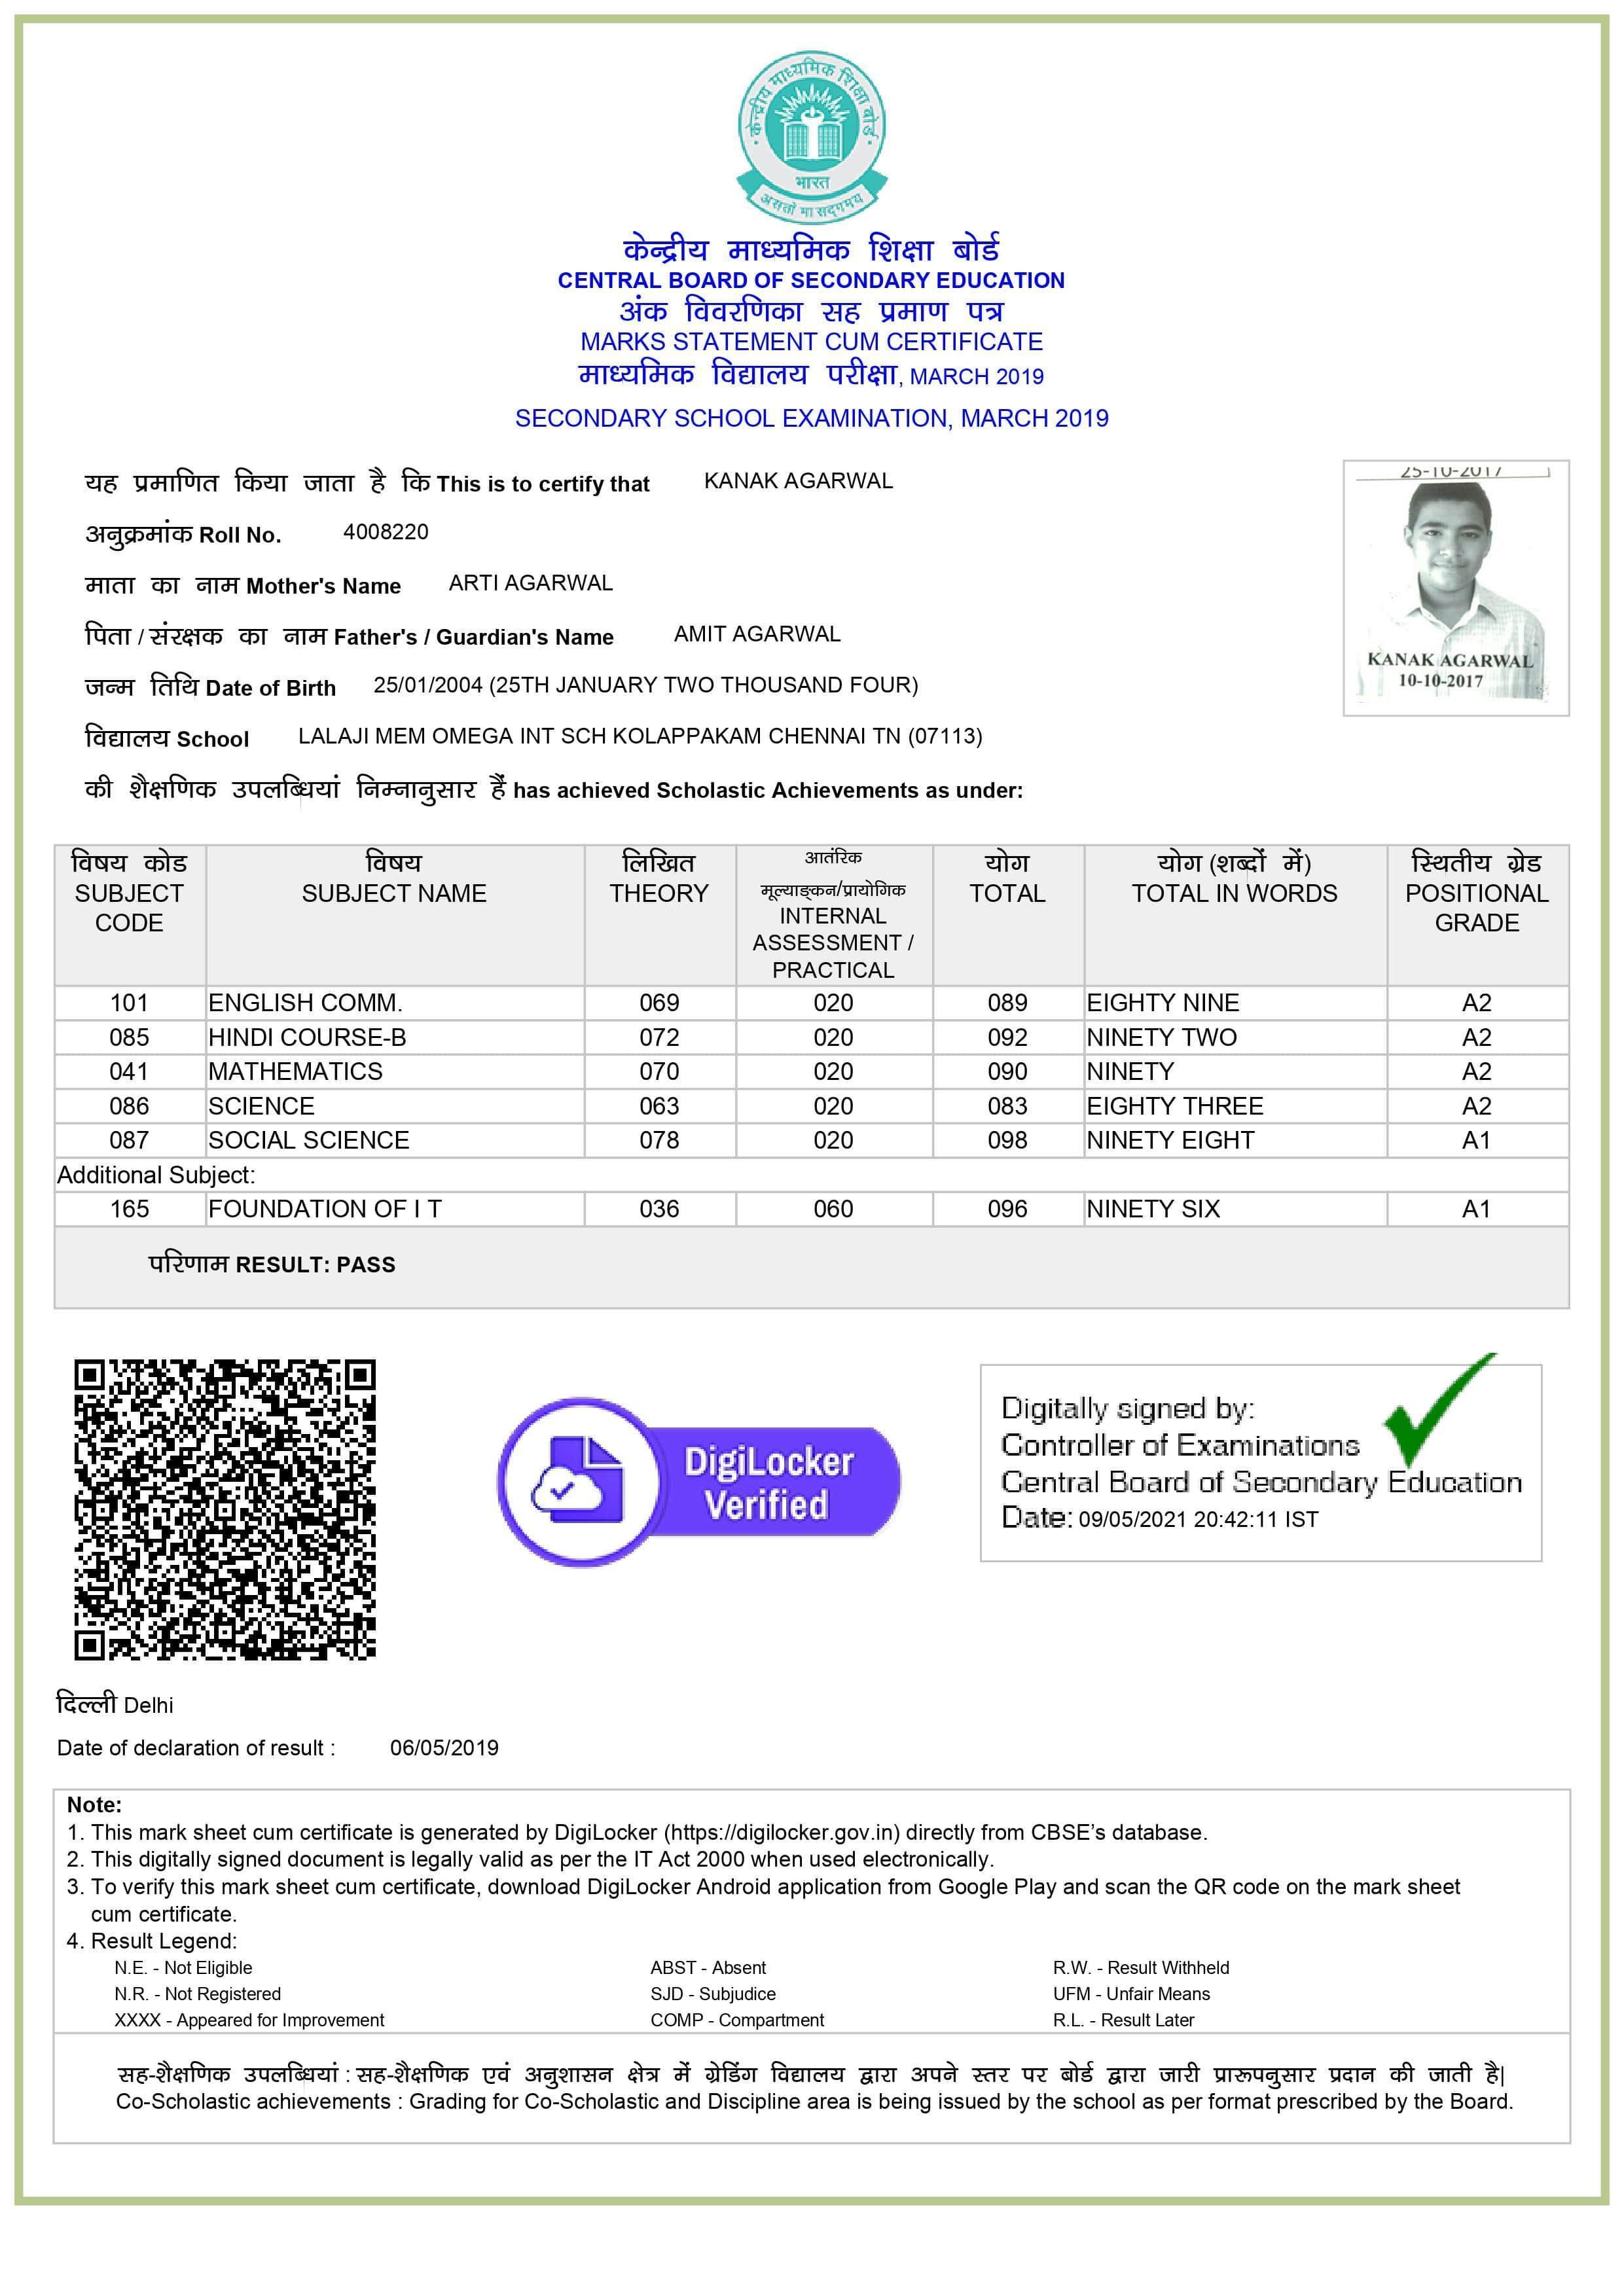 केन्द्रीय माध्यमिक शिक्षा बोर्ड
भारत
असतो मा सद्गमय
केन्द्रीय माध्यमिक शिक्षा बोर्ड
CENTRAL BOARD OF SECONDARY EDUCATION
अंक विवरणिका सह प्रमाण पत्र
MARKS STATEMENT CUM CERTIFICATE
माध्यमिक विद्यालय परीक्षा, MARCH 2019
SECONDARY SCHOOL EXAMINATION, MARCH 2019
यह प्रमाणित किया जाता है कि This is to certify that KANAK AGARWAL
अनुक्रमांक Roll No. 4008220
माता का नाम Mother's Name ARTI AGARWAL
पिता / संरक्षक का नाम Father's / Guardian's Name AMIT AGARWAL
जन्म तिथि Date of Birth 25/01/2004 (25TH JANUARY TWO THOUSAND FOUR)
विद्यालय School LALAJI MEM OMEGA INT SCH KOLAPPAKAM CHENNAI TN (07113)
की शैक्षणिक उपलब्धियां निम्नानुसार हैं has achieved Scholastic Achievements as under:
25-10-2017
KANAK AGARWAL
10-10-2017
विषय कोड SUBJECT CODE विषय SUBJECT NAME लिखित THEORY आतंरिक मूल्याङ्कन/प्रायोगिक INTERNAL ASSESSMENT / PRACTICAL योग TOTAL योग (शब्दों में) TOTAL IN WORDS स्थितीय ग्रेड POSITIONAL GRADE
101 ENGLISH COMM. 069 020 089 EIGHTY NINE A2
085 HINDI COURSE-B 072 020 092 NINETY TWO A2
041 MATHEMATICS 070 020 090 NINETY A2
086 SCIENCE 063 020 083 EIGHTY THREE A2
087 SOCIAL SCIENCE 078 020 098 NINETY EIGHT A1
Additional Subject:
165 FOUNDATION OF I T 036 060 096 NINETY SIX A1
परिणाम RESULT: PASS
DigiLocker
Verified
Digitally signed by:
Controller of Examinations
Central Board of Secondary Education
Date: 09/05/2021 20:42:11 IST
दिल्ली Delhi
Date of declaration of result : 06/05/2019
Note:
1. This mark sheet cum certificate is generated by DigiLocker (https://digilocker.gov.in) directly from CBSE’s database.
2. This digitally signed document is legally valid as per the IT Act 2000 when used electronically.
3. To verify this mark sheet cum certificate, download DigiLocker Android application from Google Play and scan the QR code on the mark sheet
cum certificate.
4. Result Legend:
N.E. - Not Eligible ABST - Absent R.W. - Result Withheld
N.R. - Not Registered SJD - Subjudice UFM - Unfair Means
XXXX - Appeared for Improvement COMP - Compartment R.L. - Result Later
सह-शैक्षणिक उपलब्धियां : सह-शैक्षणिक एवं अनुशासन क्षेत्र में ग्रेडिंग विद्यालय द्वारा अपने स्तर पर बोर्ड द्वारा जारी प्रारूपनुसार प्रदान की जाती है|
Co-Scholastic achievements : Grading for Co-Scholastic and Discipline area is being issued by the school as per format prescribed by the Board.